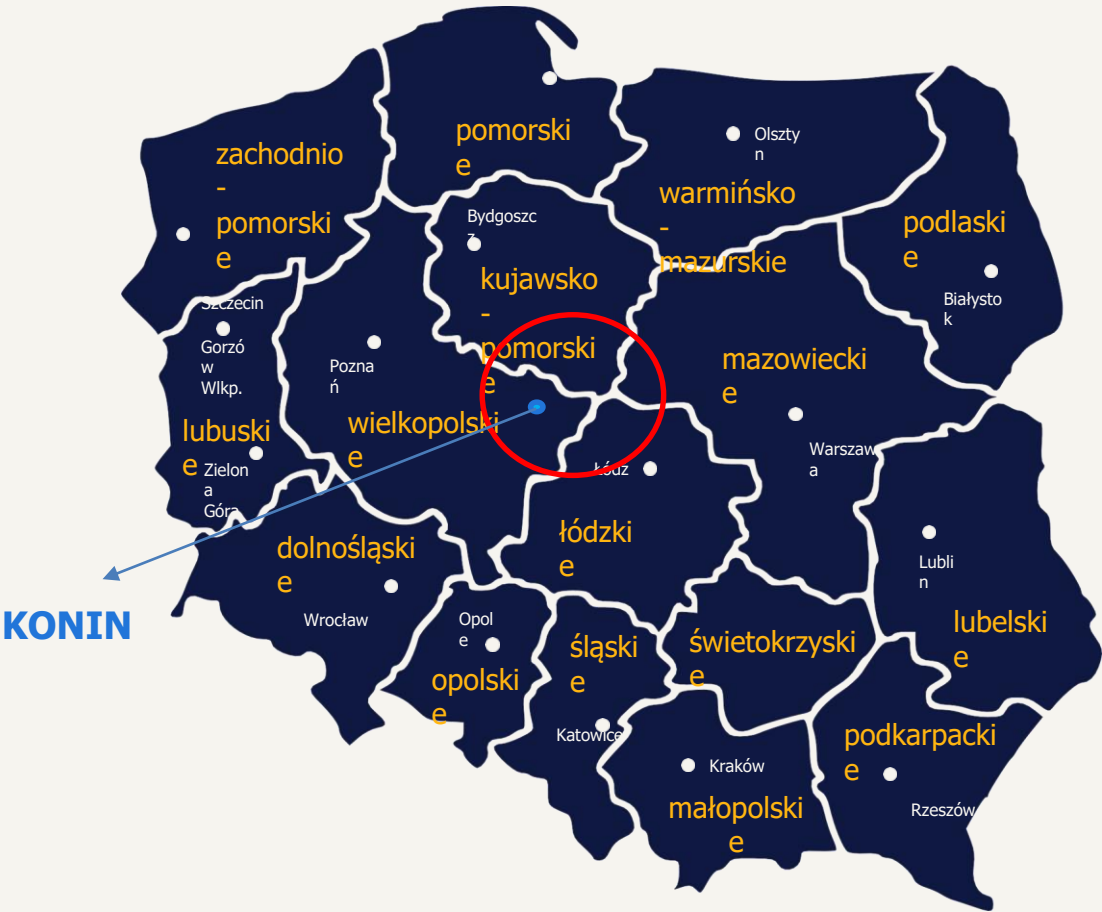 pomorski
e
Olszty
n
zachodnio
-
pomorski
e
warmińsko
-
mazurskie
podlaski
e
Bydgoszc
z
kujawsko
-
pomorski
e
Białysto
k
Szczecin
Gorzó
w
Wlkp.
Pozna
ń
mazowiecki
e
wielkopolski
e
lubuski
e
Zielon
a
Góra
Warszaw
a
Łódź
łódzki
e
dolnośląski
e
Wrocław
Lubli
n
lubelski
e
KONIN
Opol
e
opolski
e
śląski
e
świetokrzyski
e
Katowice
Kraków
małopolski
e
podkarpacki
e
Rzeszów